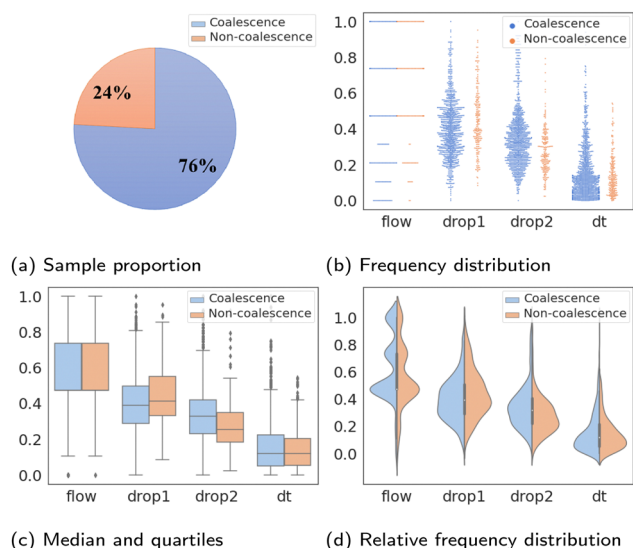 Coalescence
Non-coalescence
24%
76%
(a) Sample proportion
1.0
0.8
0.6
0.4
0.2
0.0
Coalescence
Non-coalescence
flow drop1 drop2 dt
(b) Frequency distribution
1.0
0.8
0.6
0.4
0.2
0.0
Coalescence
Non-coalescence
flow drop1 drop2 dt
(c) Median and quartiles
1.0
0.8
0.6
0.4
0.2
0.0
Coalescence
Non-coalescence
flow drop1 drop2 dt
(d) Relative frequency distribution